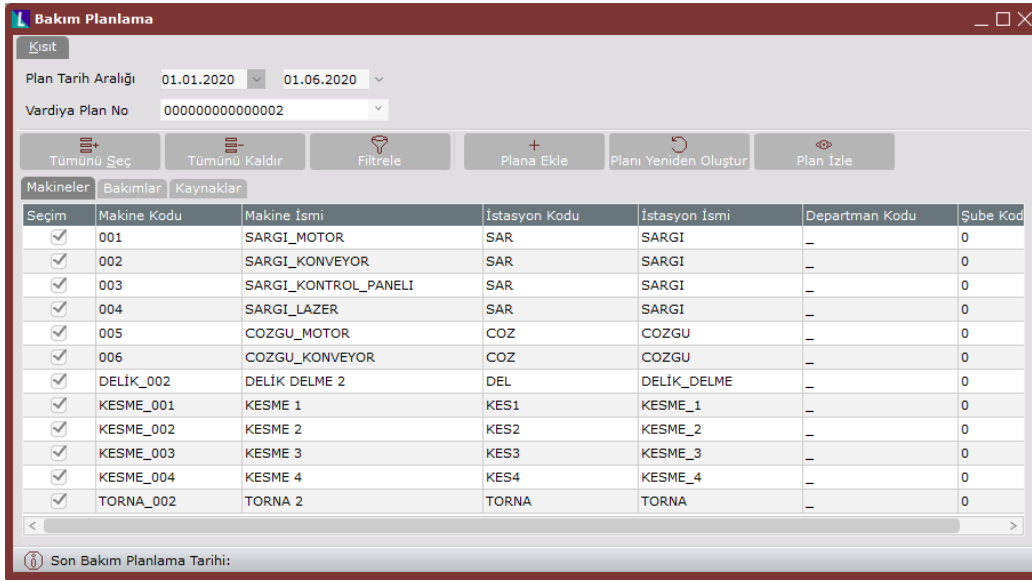 Bakım Planlama
Kısıt
Plan Tarih Aralığı 01.01.2020 01.06.2020
Vardiya Plan No 000000000000002
Tümünü Seç Tümünü Kaldır Filtrele Plana Ekle Planı Yeniden Oluştur Plan İzle
Makineler Bakımlar Kaynaklar
Seçim Makine Kodu Makine İsmi İstasyon Kodu İstasyon İsmi Departman Kodu Şube Kod
001 SARGI_MOTOR SAR SARGI _ 0
002 SARGI_KONVEYOR SAR SARGI _ 0
003 SARGI_KONTROL_PANELI SAR SARGI _ 0
004 SARGI_LAZER SAR SARGI _ 0
005 COZGU_MOTOR COZ COZGU _ 0
006 COZGU_KONVEYOR COZ COZGU _ 0
DELİK_002 DELİK DELME 2 DEL DELİK_DELME _ 0
KESME_001 KESME 1 KES1 KESME_1 _ 0
KESME_002 KESME 2 KES2 KESME_2 _ 0
KESME_003 KESME 3 KES3 KESME_3 _ 0
KESME_004 KESME 4 KES4 KESME_4 _ 0
TORNA_002 TORNA 2 TORNA TORNA _ 0
Son Bakım Planlama Tarihi: